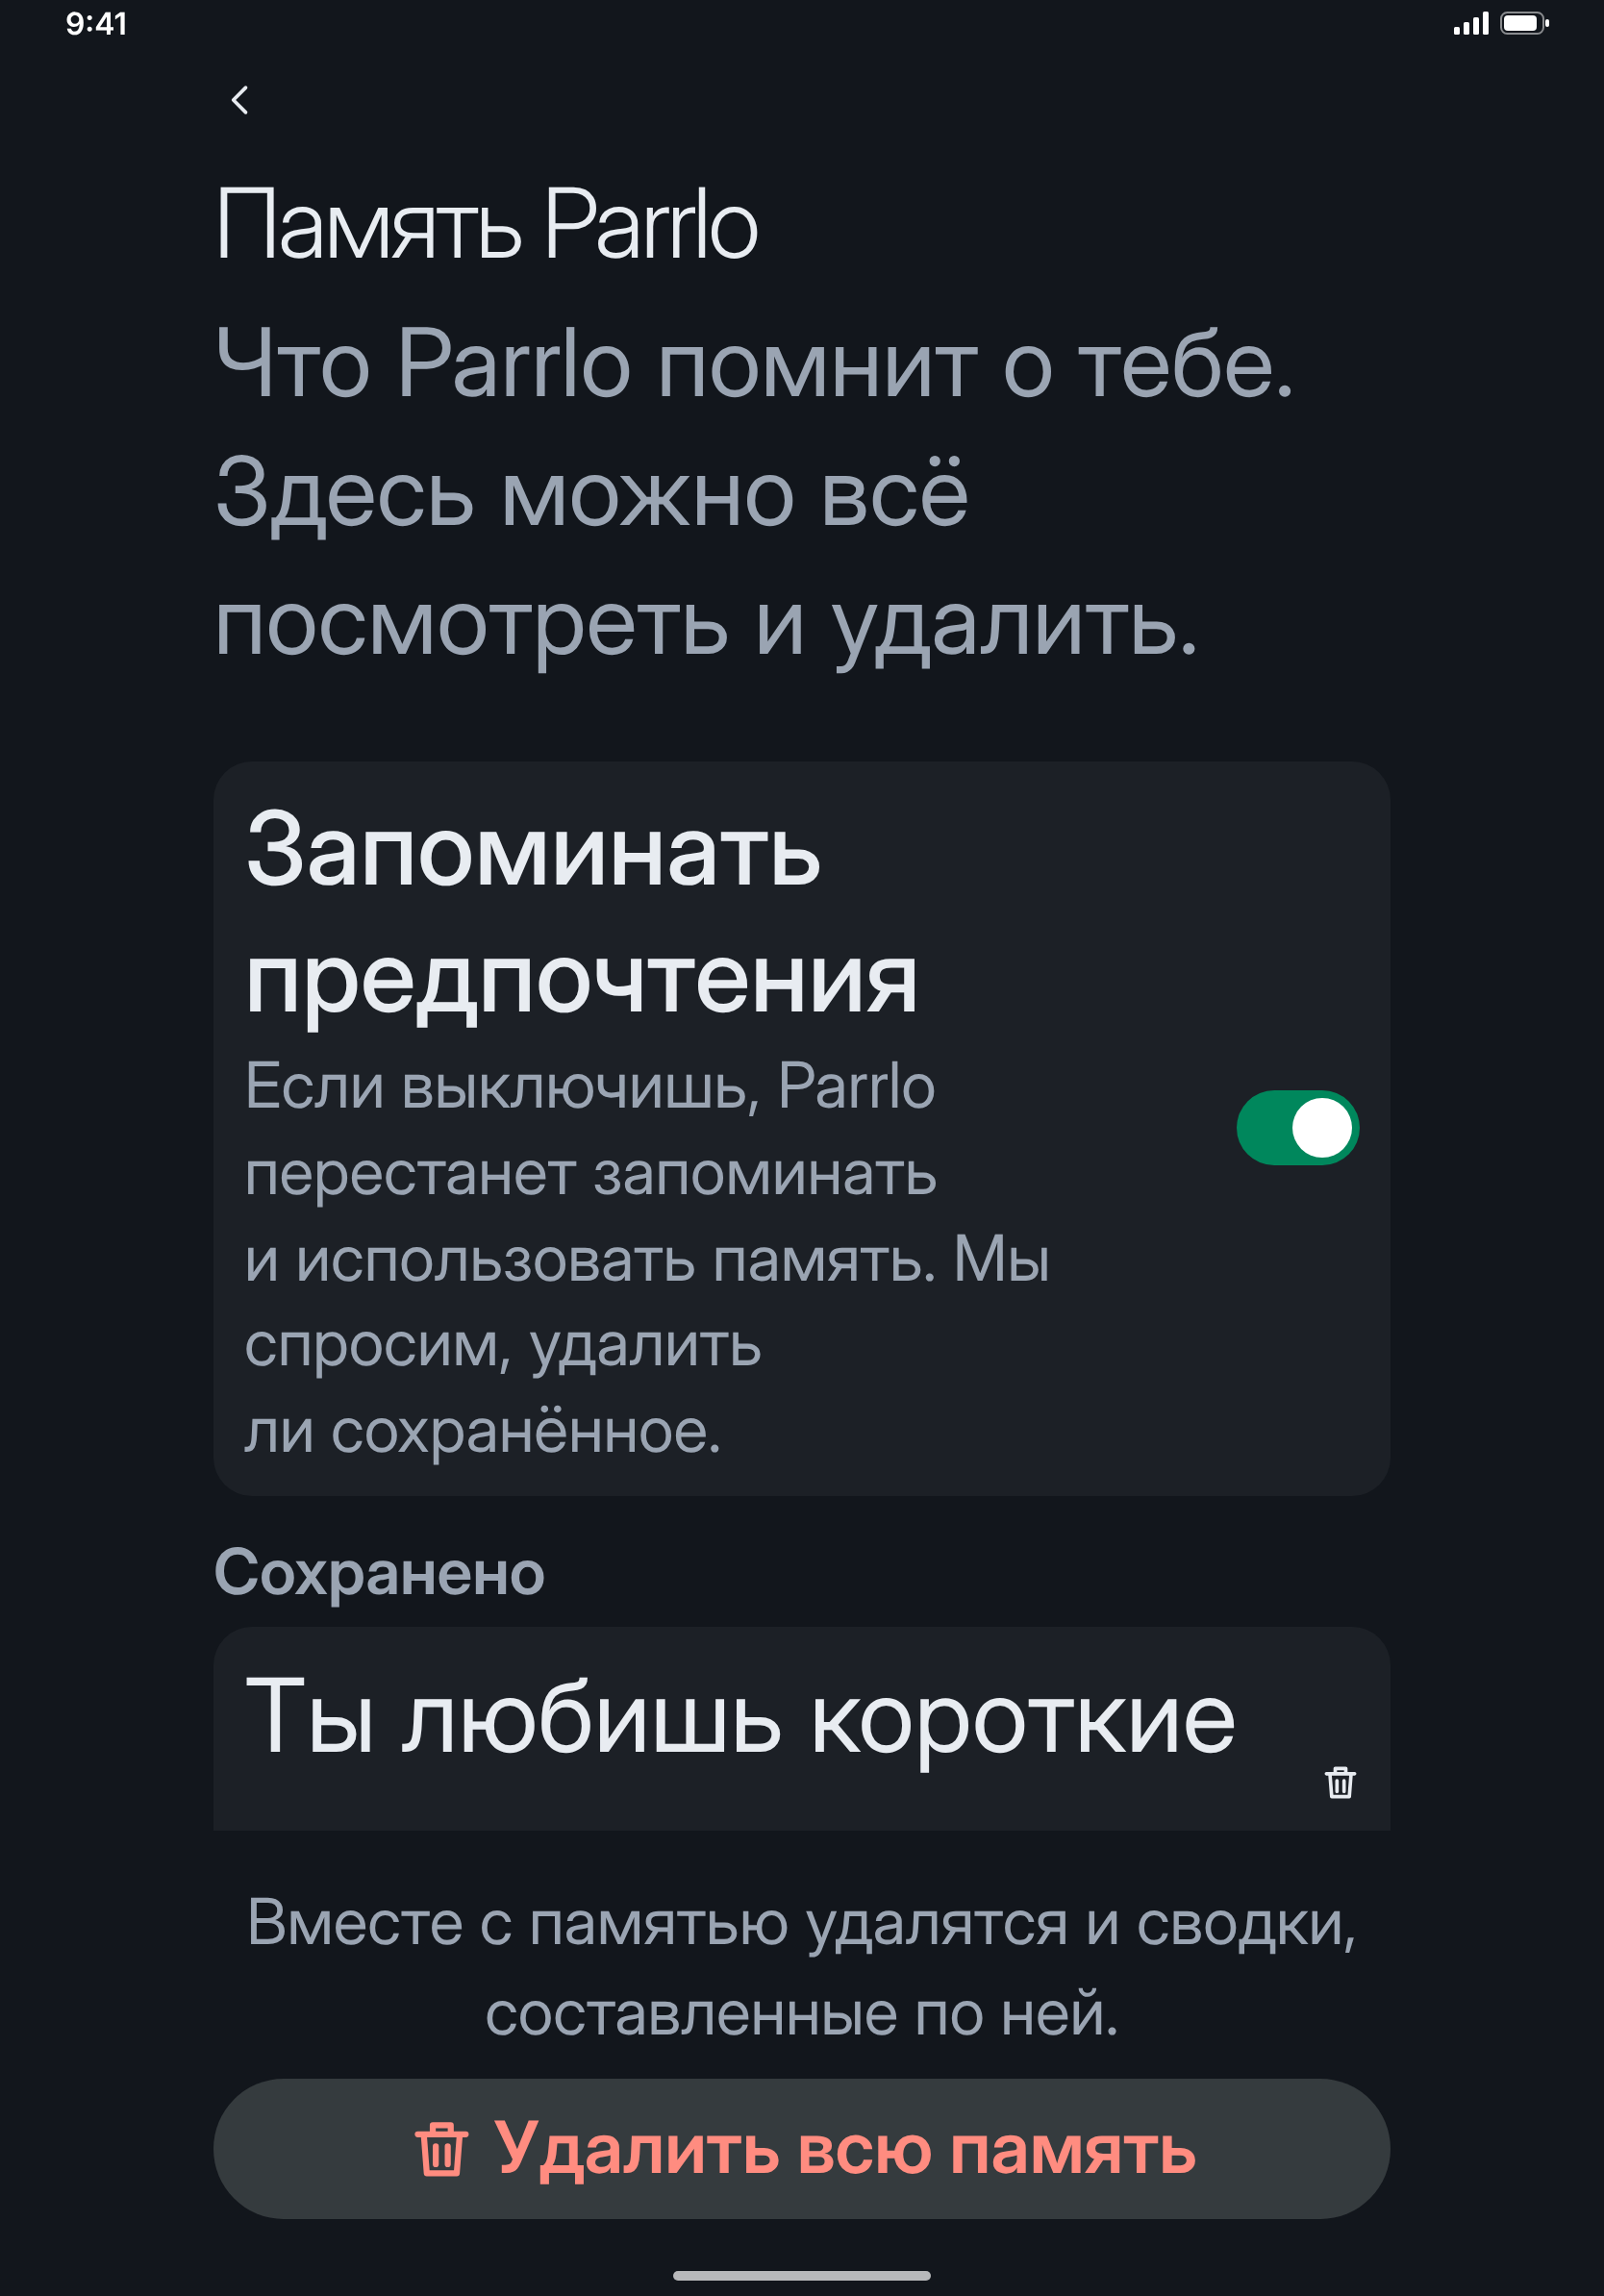 9:41
Память Parrlo
Что Parrlo помнит о тебе.
Здесь можно всё
посмотреть и удалить.
Запоминать
предпочтения
Если выключишь, Parrlo
перестанет запоминать
и использовать память. Мы
спросим, удалить
ли сохранённое.
Сохранено
Ты любишь короткие
Вместе с памятью удалятся и сводки,
составленные по ней.
Удалить всю память